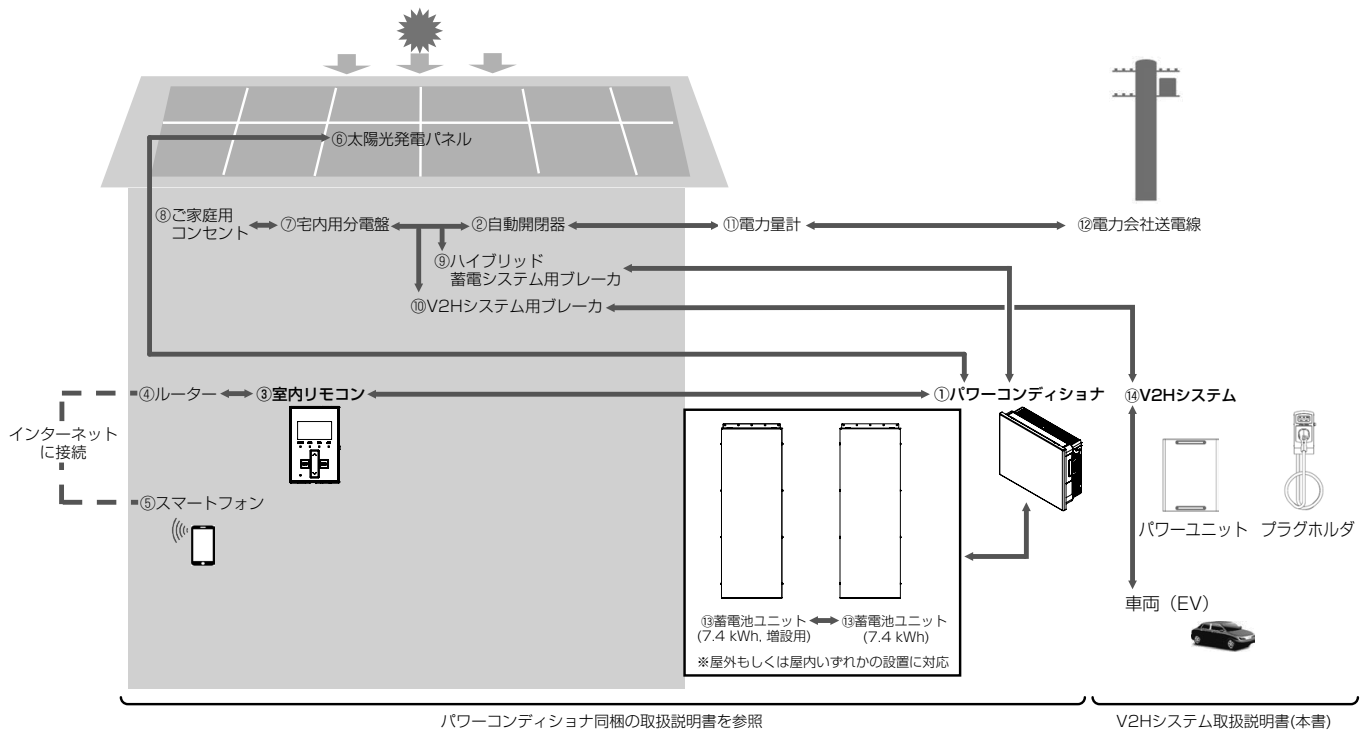 ⑥太陽光発電パネル
⑧ご家庭用
コンセント
⑦宅内用分電盤
②自動開閉器
⑪電力量計
⑫電力会社送電線
⑨ハイブリッド
蓄電システム用ブレーカ
⑩V2Hシステム用ブレーカ
④ルーター
③室内リモコン
①パワーコンディショナ
⑭V2Hシステム
インターネット
に接続
⑤スマートフォン
パワーユニット
プラグホルダ
車両（EV）
⑬蓄電池ユニット
(7.4 kWh, 増設用)
⑬蓄電池ユニット
(7.4 kWh)
※屋外もしくは屋内いずれかの設置に対応
パワーコンディショナ同梱の取扱説明書を参照
V2Hシステム取扱説明書(本書)